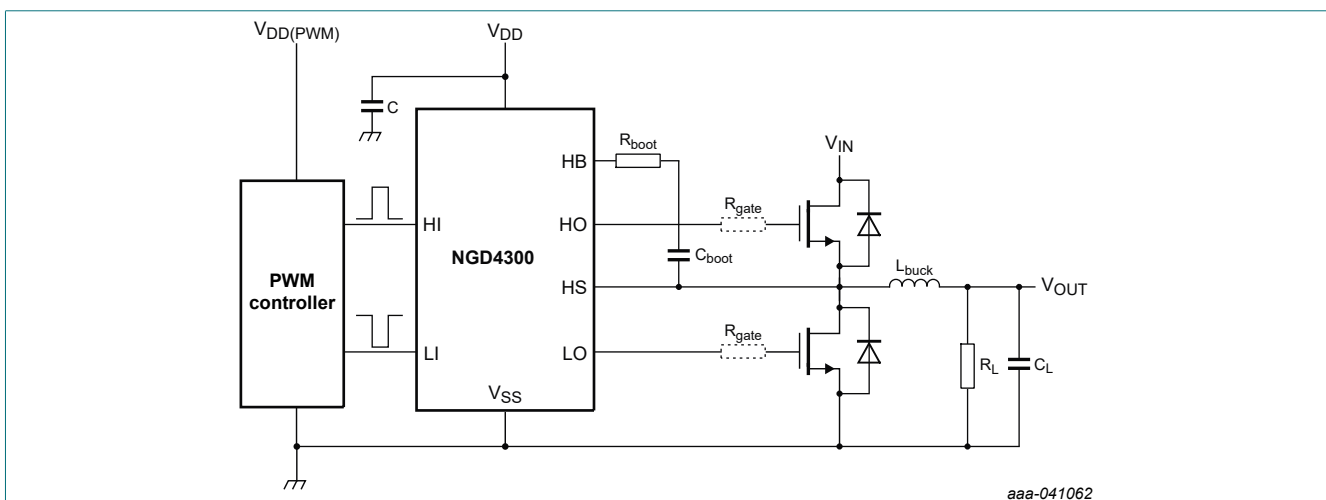 VDD(PWM)
VDD
C
Rboot
VIN
HB
Rgate
HI
HO
NGD4300
Cboot
Lbuck
PWM
controller
HS
VOUT
Rgate
LI
LO
RL
CL
VSS
aaa-041062